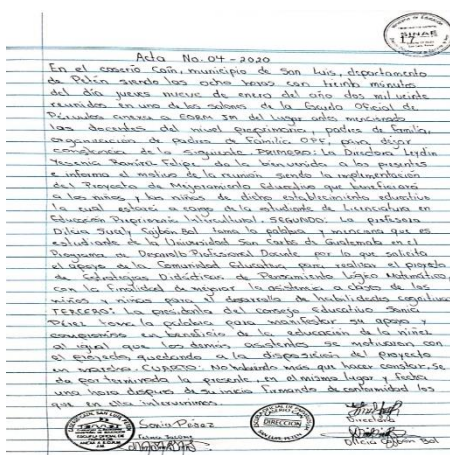 Acta No. 04 - 2020
En el caserío Caín, municipio de San Luis, departamento
de Petén siendo las ocho horas con treinta minutos
del día jueves nueve de enero del año dos mil veinte
reunidos en uno de los salones de la Escuela Oficial de
Párvulos anexa a EORM JM del lugar antes mencionado
los docentes del nivel preprimario, padres de familia,
organización de padres de Familia OPF, para dejar
constancia de lo siguiente PRIMERO: La Directora Leydin
Yesenia Ramírez Felipe da la bienvenida a los presentes
e informa el motivo de la reunión siendo la implementación
del Proyecto de Mejoramiento Educativo que beneficiará
a los niños y las niñas de dicho establecimiento educativo
la cual estará a cargo de la estudiante de Licenciatura en
Educación Preprimaria Intercultural. SEGUNDO: La profesora
Dilcia Suraly Cajbón Bol toma la palabra y menciona que es
estudiante de la Universidad San Carlos de Guatemala en el
Programa de Desarrollo Profesional Docente por lo que solicita
el apoyo de la Comunidad Educativa para realizar el proyecto
de Estrategias Didácticas de Pensamiento Lógico Matemático,
con la finalidad de mejorar la asistencia a clases de los
niños y niñas para el desarrollo de habilidades cognitivas
TERCERO: La presidenta del consejo educativo Sonia
Pérez toma la palabra para manifestar su apoyo y
compromiso en beneficio de la educación de la niñez
al igual que los demás asistentes se motivaron con
el proyecto quedando a la disposición del proyecto
en marcha. CUARTO: No habiendo más que hacer constar, se
da por terminada la presente, en el mismo lugar y fecha
una hora después de su inicio firmando de conformidad los
que en ella intervenimos.
Sonia Pérez
Directora
DIRECCIÓN
Dilcia Cajbón Bol